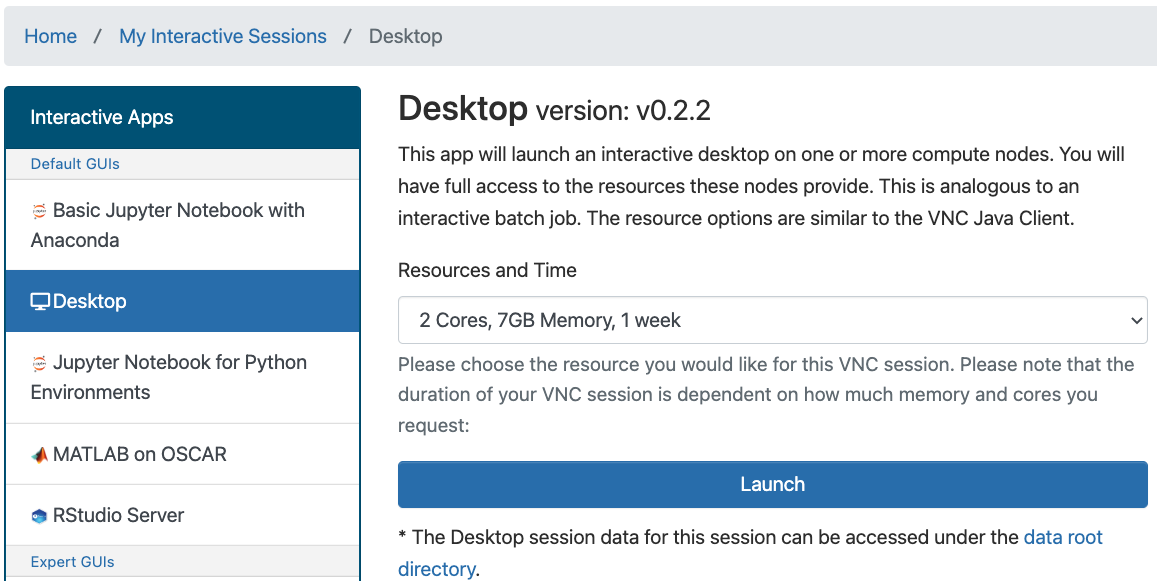 Home / My Interactive Sessions / Desktop
Interactive Apps
Default GUIs
Basic Jupyter Notebook with
Anaconda
Desktop
Jupyter Notebook for Python
Environments
MATLAB on OSCAR
RStudio Server
Expert GUIs
Desktop version: v0.2.2
This app will launch an interactive desktop on one or more compute nodes. You will
have full access to the resources these nodes provide. This is analogous to an
interactive batch job. The resource options are similar to the VNC Java Client.
Resources and Time
2 Cores, 7GB Memory, 1 week
Please choose the resource you would like for this VNC session. Please note that the
duration of your VNC session is dependent on how much memory and cores you
request:
Launch
* The Desktop session data for this session can be accessed under the data root
directory.